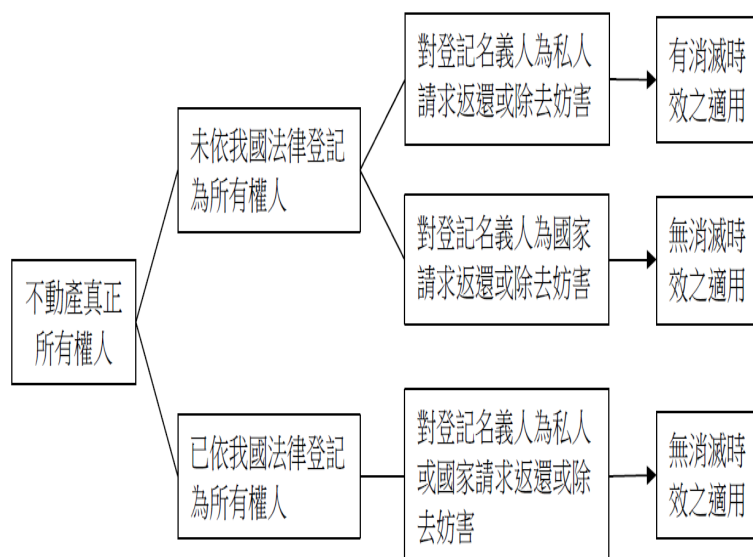 不動產真正
所有權人
未依我國法律登記
為所有權人
對登記名義人為私人
請求返還或除去妨害
有消滅時
效之適用
對登記名義人為國家
請求返還或除去妨害
無消滅時
效之適用
已依我國法律登記
為所有權人
對登記名義人為私人
或國家請求返還或除
去妨害
無消滅時
效之適用